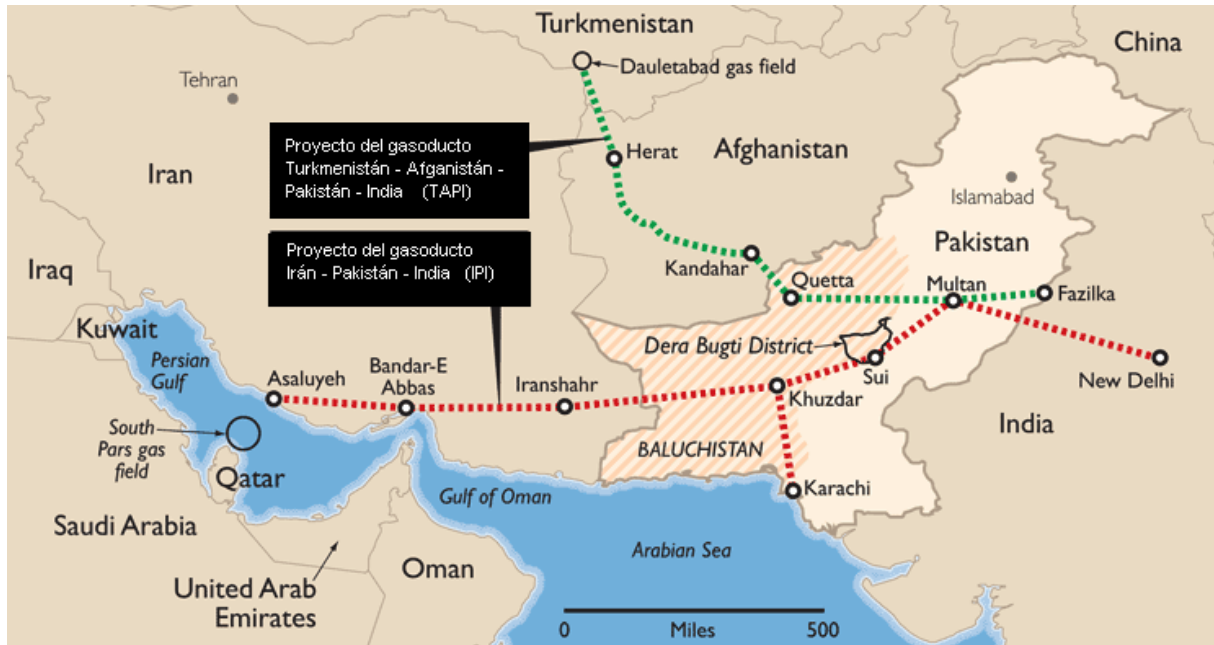 Turkmenistan
China
Dauletabad gas field
Tehran
Proyecto del gasoducto
Turkmenistán - Afganistán -
Pakistán - India (TAPI)
Herat
Afghanistan
Iran
Islamabad
Pakistan
Proyecto del gasoducto
Irán - Pakistán - India (IPI)
Iraq
Kandahar
Quetta
Multan
Fazilka
Kuwait
Persian
Gulf
Dera Bugti District
Asaluyeh
Bandar-E
Abbas
Iranshahr
Sui
New Delhi
Khuzdar
South
Pars gas
field
India
BALUCHISTAN
Qatar
Karachi
Gulf of Oman
Saudi Arabia
Arabian Sea
Oman
United Arab
Emirates
0 Miles 500